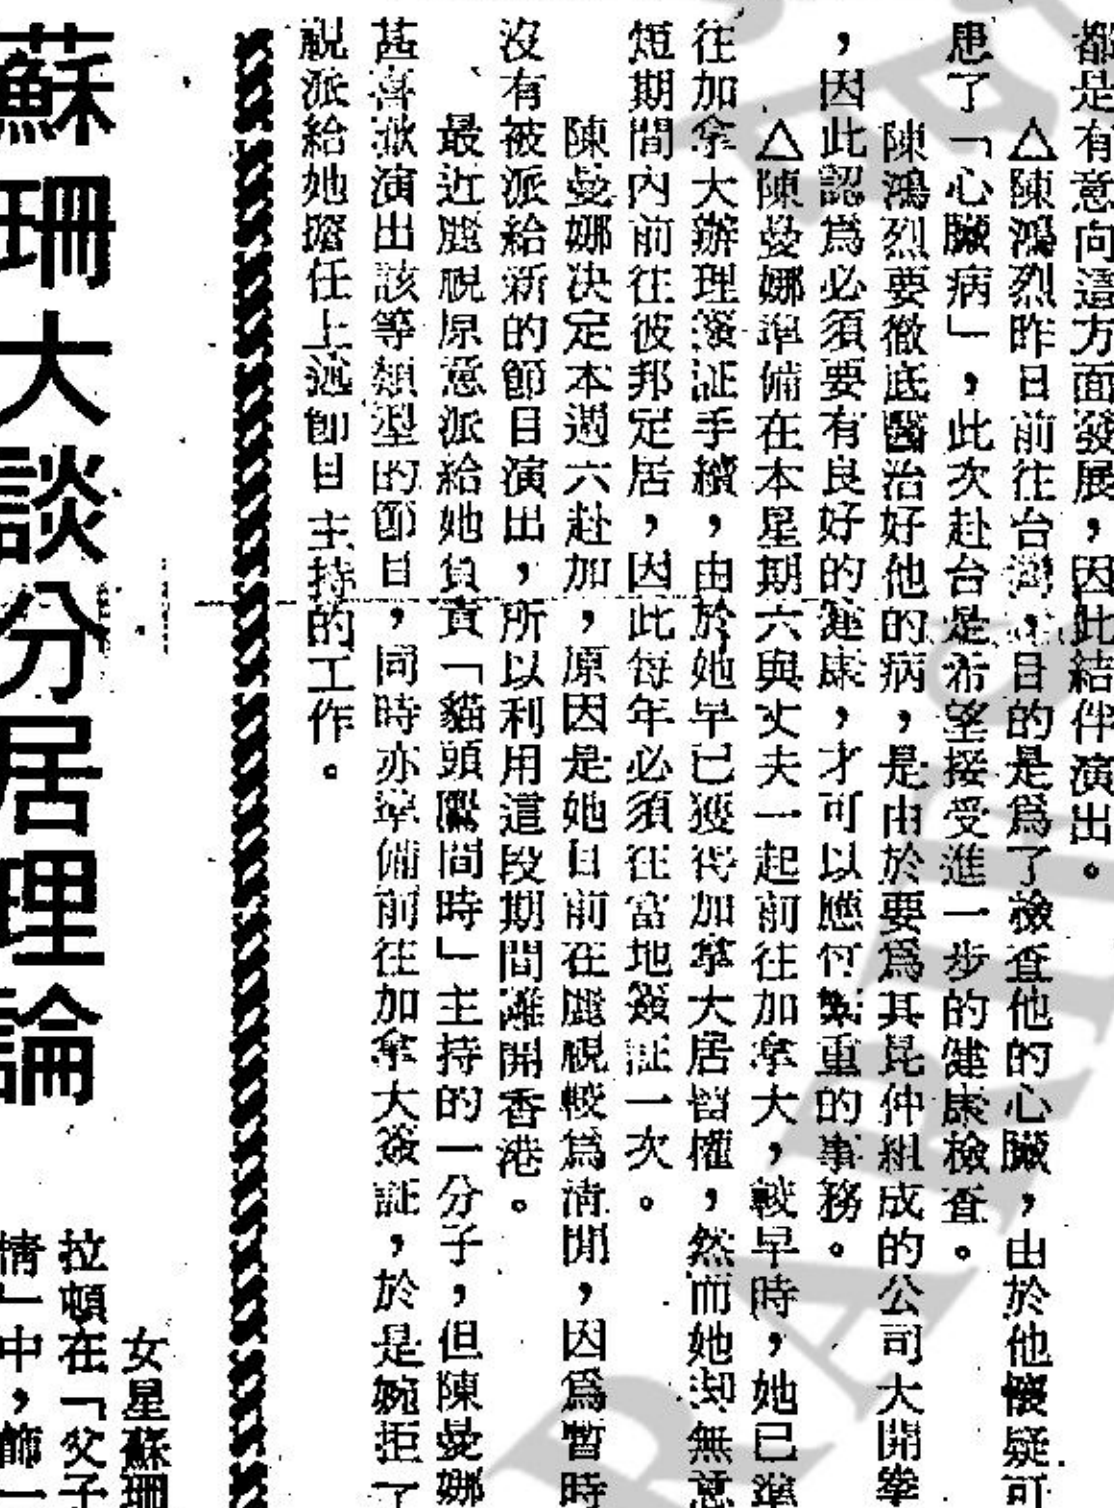 都是有意向這方面發展，因此結伴演出。
△陳鴻烈昨日前往台灣，目的是為了檢查他的心臟，由於他懷疑可
患了「心臟病」，此次赴台是希望接受進一步的健康檢查。
陳鴻烈要徹底醫治好他的病，是由於要為其昆仲組成的公司大開拳
，因此認為必須要有良好的健康，才可以應付繁重的事務。
△陳曼娜準備在本星期六與丈夫一起前往加拿大，較早時，她已準
往加拿大辦理簽証手續，由於她早已獲得加拿大居留權，然而她却無意
短期間內前往彼邦定居，因此每年必須往當地簽証一次。
陳曼娜決定本週六赴加，原因是她目前在麗視較為清閒，因為暫時
沒有被派給新的節目演出，所以利用這段期間離開香港。
最近麗視原意派給她負責「貓頭鷹間時」主持的一分子，但陳曼娜
甚喜歡演出該等類型的節目，同時亦準備前往加拿大簽証，於是婉拒了
視派給她擔任上述節目主持的工作。
蘇珊大談分居理論
女星蘇珊
拉頓在「父子
情」中，節一